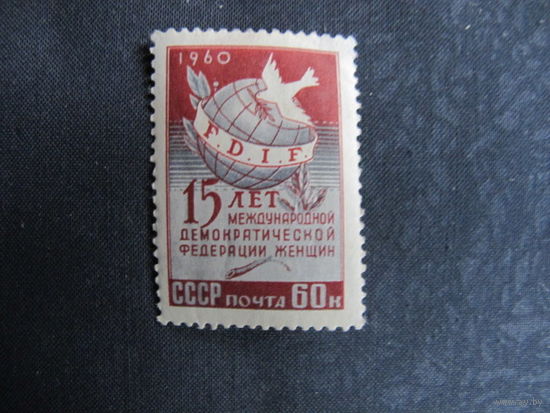 1960
F.D.I.F.
15 ЛЕТ
МЕЖДУНАРОДНОЙ
ДЕМОКРАТИЧЕСКОЙ
ФЕДЕРАЦИИ ЖЕНЩИН
СССР ПОЧТА 60К